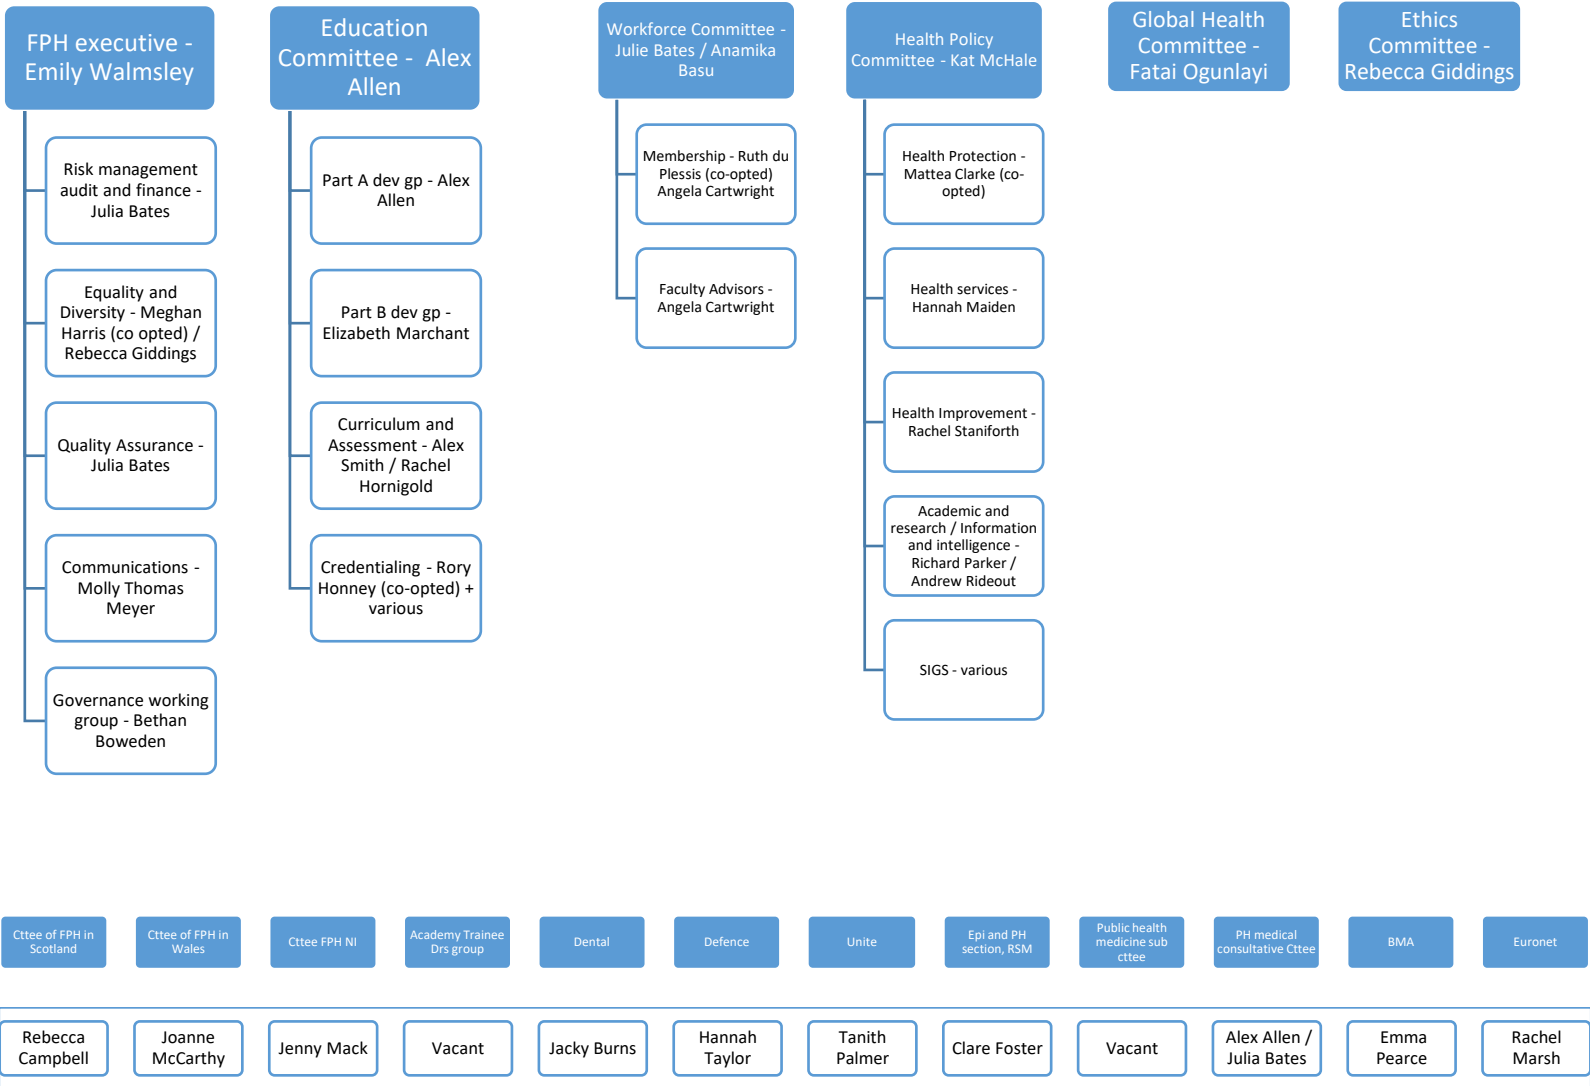 FPH executive -
Emily Walmsley
Risk management
audit and finance -
Julia Bates
Equality and
Diversity - Meghan
Harris (co opted) /
Rebecca Giddings
Quality Assurance -
Julia Bates
Communications -
Molly Thomas
Meyer
Governance working
group - Bethan
Boweden
Education
Committee -  Alex
Allen
Part A dev gp - Alex
Allen
Part B dev gp -
Elizabeth Marchant
Curriculum and
Assessment - Alex
Smith / Rachel
Hornigold
Credentialing - Rory
Honney (co-opted) +
various
Workforce Committee -
Julie Bates / Anamika
Basu
Membership - Ruth du
Plessis (co-opted)
Angela Cartwright
Faculty Advisors -
Angela Cartwright
Health Policy
Committee - Kat McHale
Health Protection -
Mattea Clarke (co-
opted)
Health services -
Hannah Maiden
Health Improvement -
Rachel Staniforth
Academic and
research / Information
and intelligence -
Richard Parker /
Andrew Rideout
SIGS - various
Global Health
Committee -
Fatai Ogunlayi
Ethics
Committee -
Rebecca Giddings
Cttee of FPH in
Scotland
Rebecca
Campbell
Cttee of FPH in
Wales
Joanne
McCarthy
Cttee FPH NI
Jenny Mack
Academy Trainee
Drs group
Vacant
Dental
Jacky Burns
Defence
Hannah
Taylor
Unite
Tanith
Palmer
Epi and PH
section, RSM
Clare Foster
Public health
medicine sub
cttee
Vacant
PH medical
consultative Cttee
Alex Allen /
Julia Bates
BMA
Emma
Pearce
Euronet
Rachel
Marsh